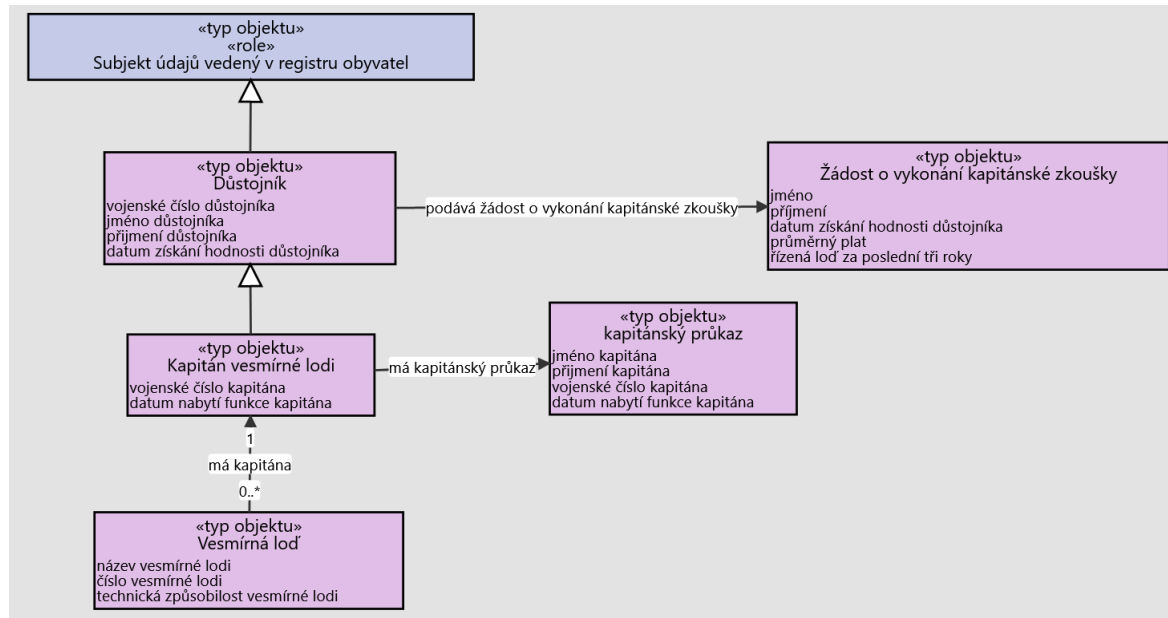 «typ objektu»
«role»
Subjekt údajů vedený v registru obyvatel
«typ objektu»
Důstojník
vojenské číslo důstojníka
jméno důstojníka
přijmení důstojníka
datum získání hodnosti důstojníka
podává žádost o vykonání kapitánské zkoušky
«typ objektu»
Žádost o vykonání kapitánské zkoušky
jméno
příjmení
datum získání hodnosti důstojníka
průměrný plat
řízená loď za poslední tři roky
«typ objektu»
Kapitán vesmírné lodi
vojenské číslo kapitána
datum nabytí funkce kapitána
má kapitánský průkaz
«typ objektu»
kapitánský průkaz
jméno kapitána
přijmení kapitána
vojenské číslo kapitána
datum nabytí funkce kapitána
1
má kapitána
0..*
«typ objektu»
Vesmírná loď
název vesmírné lodi
číslo vesmírné lodi
technická způsobilost vesmírné lodi